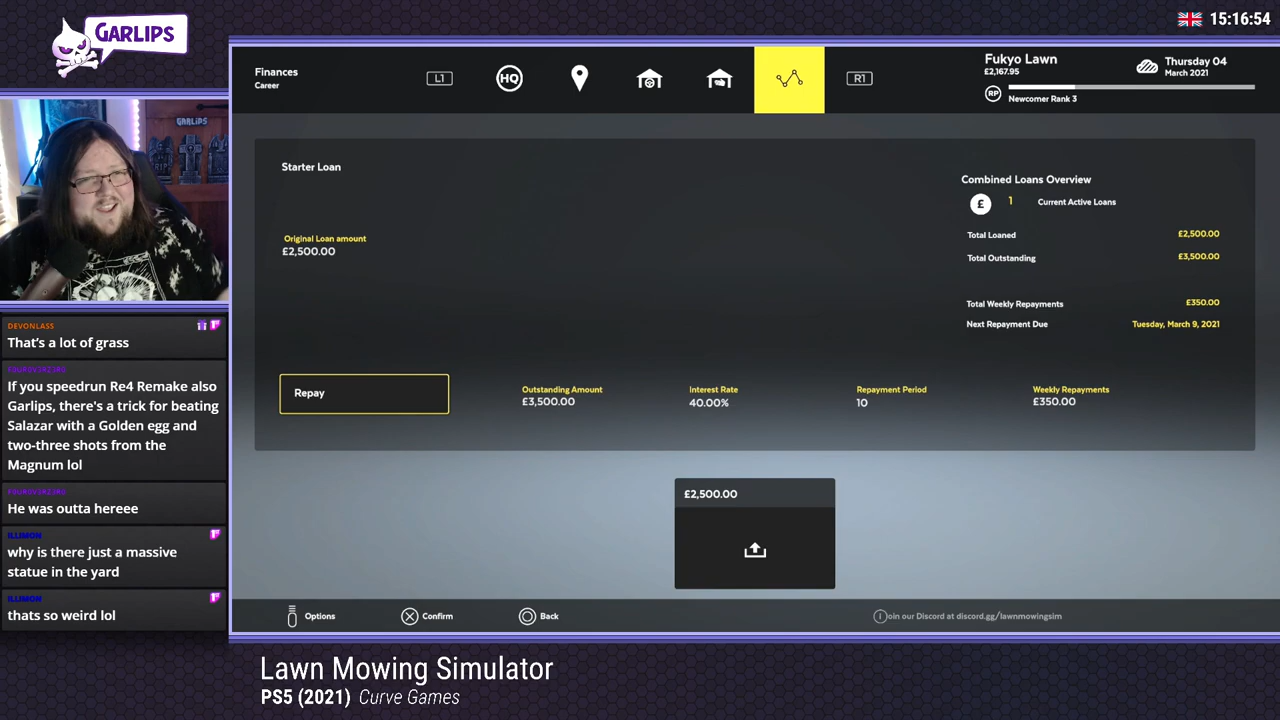 GARLIPS
15:16:54
Finances
Career
L1
HQ
R1
Fukyo Lawn
£2,167.95
Thursday 04
March 2021
RP
Newcomer Rank 3
GARLIPS
Starter Loan
Original Loan amount
£2,500.00
Combined Loans Overview
£ 1 Current Active Loans
Total Loaned £2,500.00
Total Outstanding £3,500.00
Total Weekly Repayments £350.00
Next Repayment Due Tuesday, March 9, 2021
Repay
Outstanding Amount
£3,500.00
Interest Rate
40.00%
Repayment Period
10
Weekly Repayments
£350.00
£2,500.00
Options
Confirm
Back
oin our Discord at discord.gg/lawnmowingsim
DEVONLASS
That's a lot of grass
F0UR0V3RZ3R0
If you speedrun Re4 Remake also
Garlips, there's a trick for beating
Salazar with a Golden egg and
two-three shots from the
Magnum lol
F0UR0V3RZ3R0
He was outta hereee
ILLIMON
why is there just a massive
statue in the yard
ILLIMON
thats so weird lol
Lawn Mowing Simulator
PS5 (2021) Curve Games